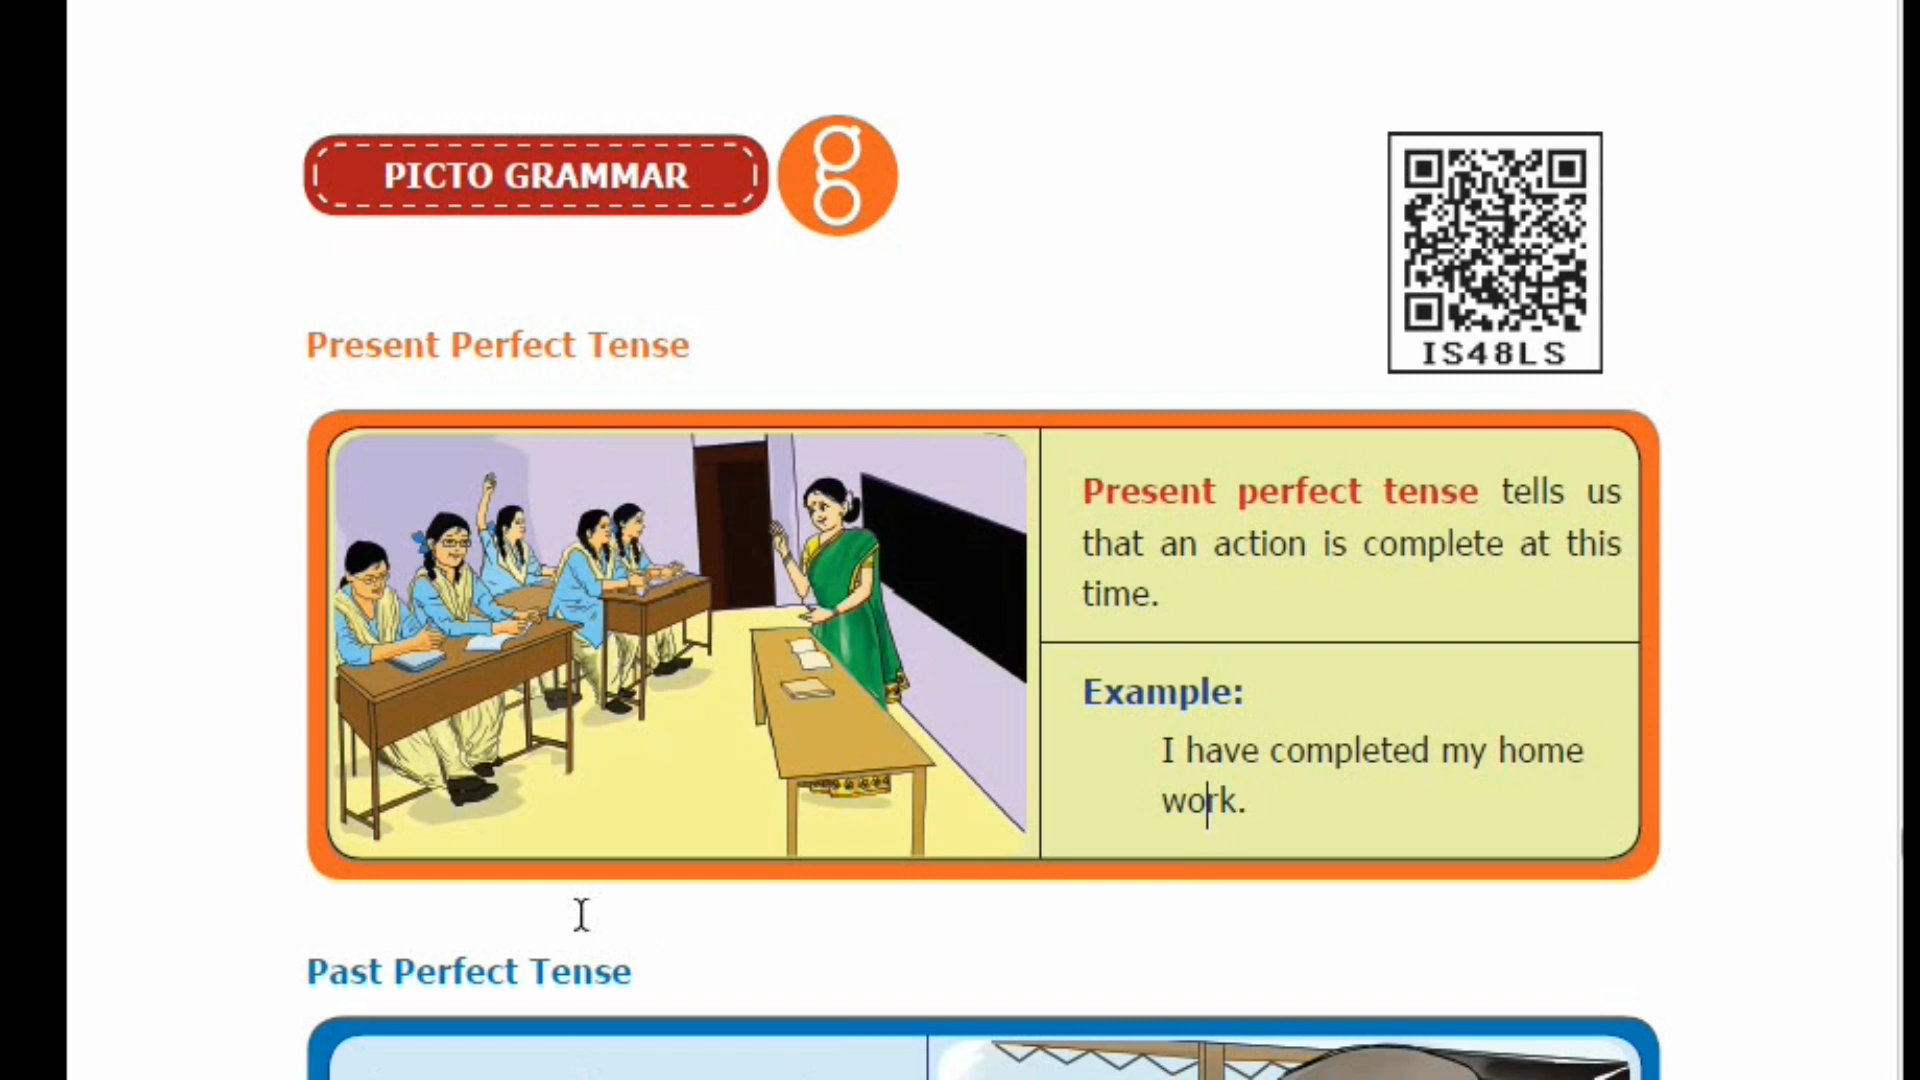 PICTO GRAMMAR
g
IS48LS
Present Perfect Tense
Present perfect tense tells us
that an action is complete at this
time.
Example:
I have completed my home
work.
Past Perfect Tense